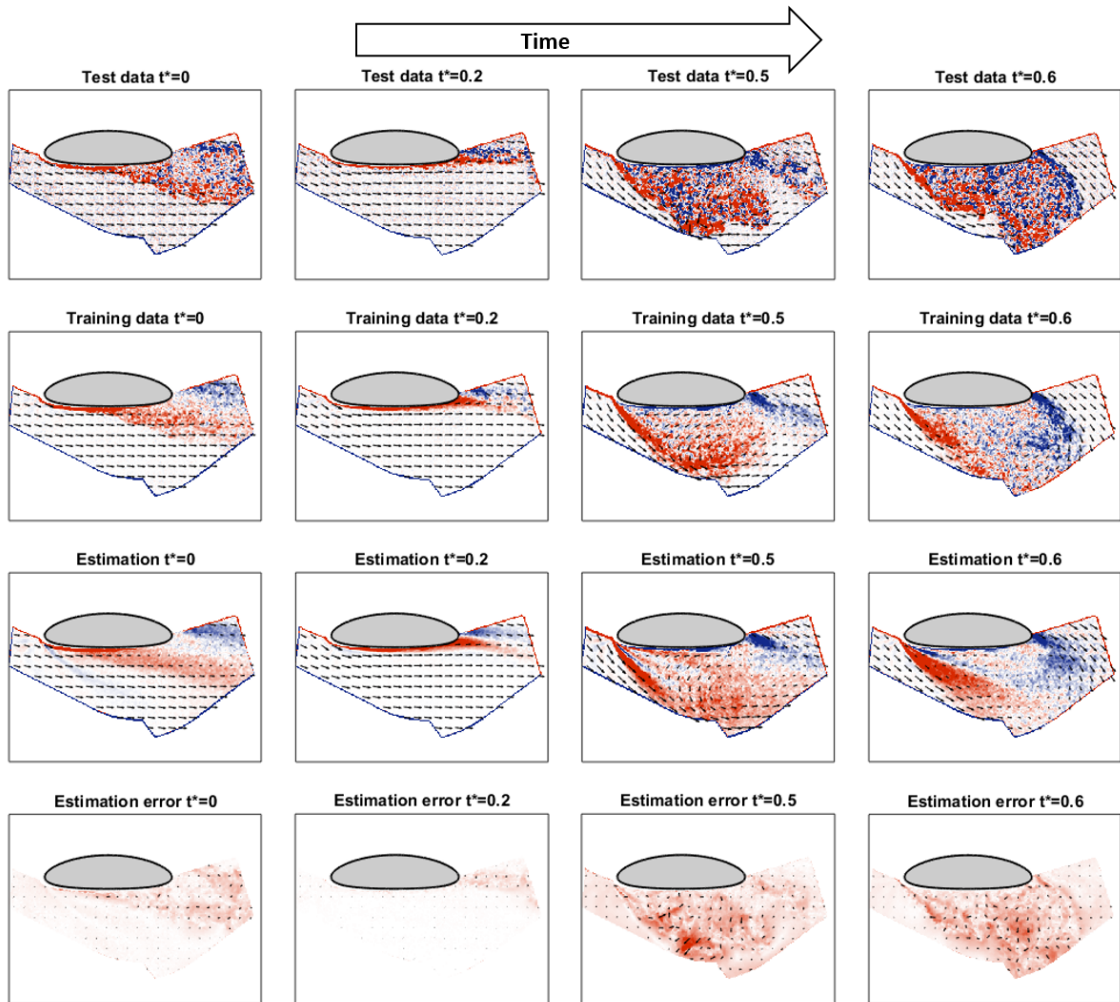 Time
Test data t*=0
Test data t*=0.2
Test data t*=0.5
Test data t*=0.6
Training data t*=0
Training data t*=0.2
Training data t*=0.5
Training data t*=0.6
Estimation t*=0
Estimation t*=0.2
Estimation t*=0.5
Estimation t*=0.6
Estimation error t*=0
Estimation error t*=0.2
Estimation error t*=0.5
Estimation error t*=0.6